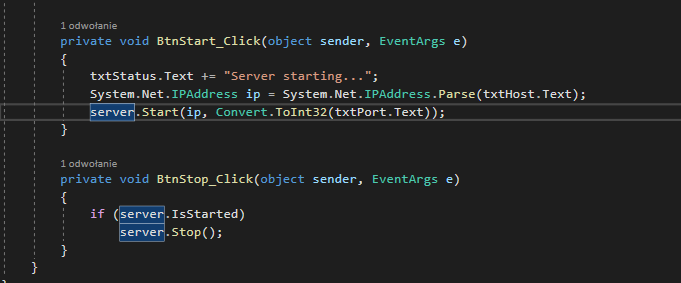 1 odwołanie
private void BtnStart_Click(object sender, EventArgs e)
{
txtStatus.Text += "Server starting...";
System.Net.IPAddress ip = System.Net.IPAddress.Parse(txtHost.Text);
server.Start(ip, Convert.ToInt32(txtPort.Text));
}
1 odwołanie
private void BtnStop_Click(object sender, EventArgs e)
{
if (server.IsStarted)
server.Stop();
}
}
}